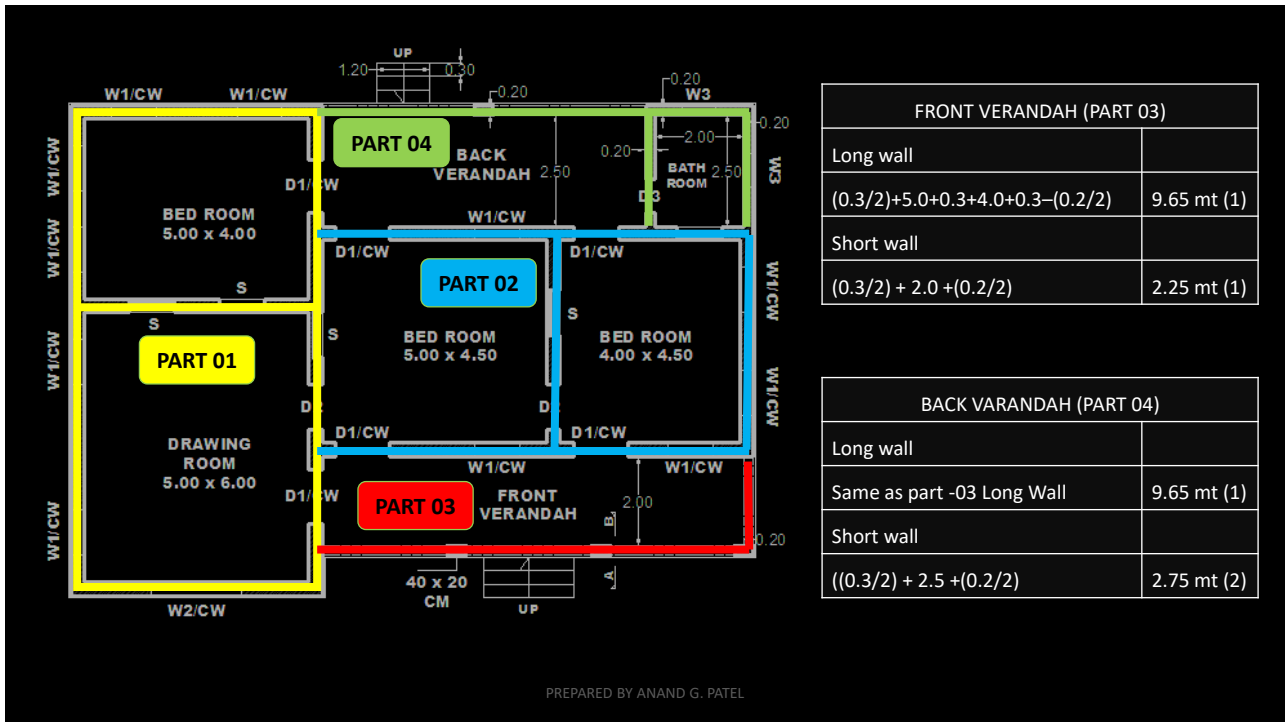 UP
1.20
0.30
W1/CW
W1/CW
0.20
0.20
W3
0.20
PART 04
BACK
VERANDAH
2.50
0.20
2.00
BATH
ROOM
2.50
W3
W1/CW
D1/CW
D3
BED ROOM
5.00 x 4.00
W1/CW
W1/CW
D1/CW
D1/CW
S
S
PART 02
W1/CW
S
S
BED ROOM
5.00 x 4.50
BED ROOM
4.00 x 4.50
W1/CW
PART 01
W1/CW
DRAWING
ROOM
5.00 x 6.00
D1/CW
D1/CW
W1/CW
W1/CW
D1/CW
PART 03
FRONT
VERANDAH
2.00
B
A
0.20
W1/CW
40 x 20
CM
UP
W2/CW
FRONT VERANDAH (PART 03)
Long wall
(0.3/2)+5.0+0.3+4.0+0.3–(0.2/2) 9.65 mt (1)
Short wall
(0.3/2) + 2.0 +(0.2/2) 2.25 mt (1)
BACK VARANDAH (PART 04)
Long wall
Same as part -03 Long Wall 9.65 mt (1)
Short wall
((0.3/2) + 2.5 +(0.2/2) 2.75 mt (2)
PREPARED BY ANAND G. PATEL